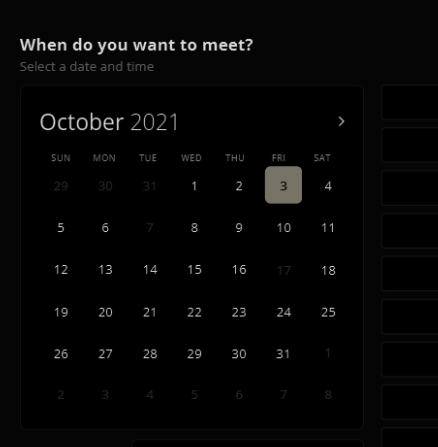 When do you want to meet?
Select a date and time
October 2021 >
SUN MON TUE WED THU FRI SAT
29 30 31 1 2 3 4
5 6 7 8 9 10 11
12 13 14 15 16 17 18
19 20 21 22 23 24 25
26 27 28 29 30 31 1
2 3 4 5 6 7 8